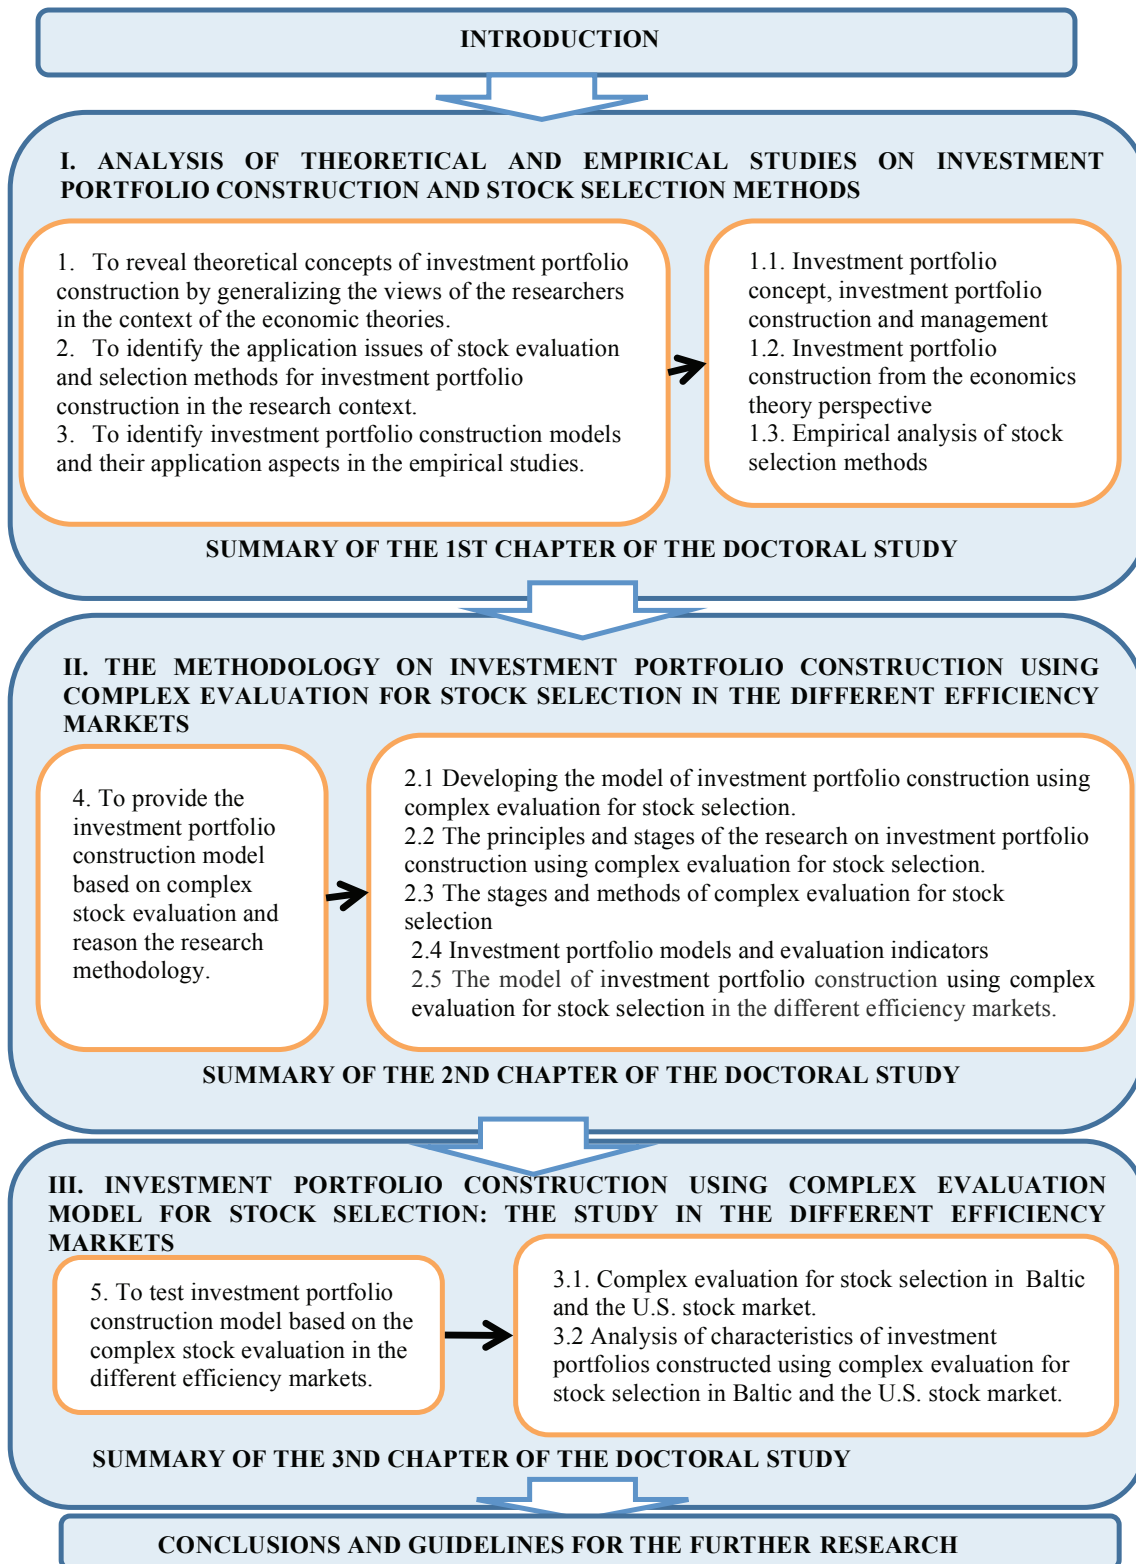 INTRODUCTION
I. ANALYSIS OF THEORETICAL AND EMPIRICAL STUDIES ON INVESTMENT
PORTFOLIO CONSTRUCTION AND STOCK SELECTION METHODS
1. To reveal theoretical concepts of investment portfolio
construction by generalizing the views of the researchers
in the context of the economic theories.
2. To identify the application issues of stock evaluation
and selection methods for investment portfolio
construction in the research context.
3. To identify investment portfolio construction models
and their application aspects in the empirical studies.
1.1. Investment portfolio
concept, investment portfolio
construction and management
1.2. Investment portfolio
construction from the economics
theory perspective
1.3. Empirical analysis of stock
selection methods
SUMMARY OF THE 1ST CHAPTER OF THE DOCTORAL STUDY
II. THE METHODOLOGY ON INVESTMENT PORTFOLIO CONSTRUCTION USING
COMPLEX EVALUATION FOR STOCK SELECTION IN THE DIFFERENT EFFICIENCY
MARKETS
4. To provide the
investment portfolio
construction model
based on complex
stock evaluation and
reason the research
methodology.
2.1 Developing the model of investment portfolio construction using
complex evaluation for stock selection.
2.2 The principles and stages of the research on investment portfolio
construction using complex evaluation for stock selection.
2.3 The stages and methods of complex evaluation for stock
selection
2.4 Investment portfolio models and evaluation indicators
2.5 The model of investment portfolio construction using complex
evaluation for stock selection in the different efficiency markets.
SUMMARY OF THE 2ND CHAPTER OF THE DOCTORAL STUDY
III. INVESTMENT PORTFOLIO CONSTRUCTION USING COMPLEX EVALUATION
MODEL FOR STOCK SELECTION: THE STUDY IN THE DIFFERENT EFFICIENCY
MARKETS
5. To test investment portfolio
construction model based on the
complex stock evaluation in the
different efficiency markets.
3.1. Complex evaluation for stock selection in Baltic
and the U.S. stock market.
3.2 Analysis of characteristics of investment
portfolios constructed using complex evaluation for
stock selection in Baltic and the U.S. stock market.
SUMMARY OF THE 3ND CHAPTER OF THE DOCTORAL STUDY
CONCLUSIONS AND GUIDELINES FOR THE FURTHER RESEARCH